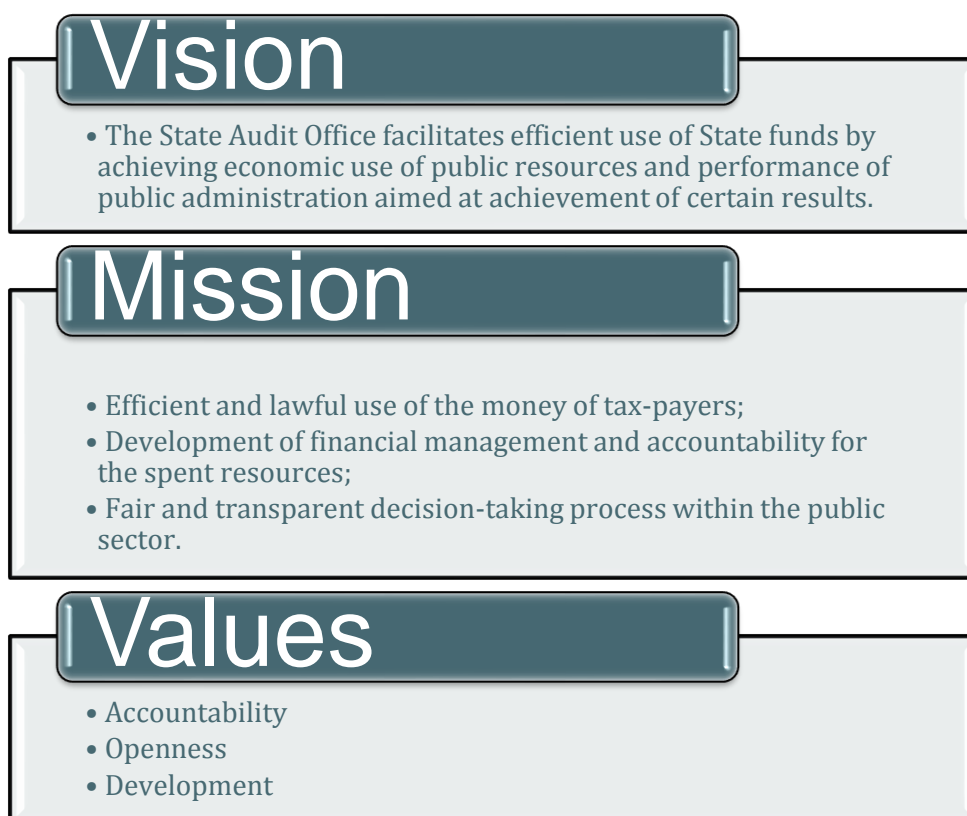 Vision
• The State Audit Office facilitates efficient use of State funds by
achieving economic use of public resources and performance of
public administration aimed at achievement of certain results.
Mission
• Efficient and lawful use of the money of tax-payers;
• Development of financial management and accountability for
the spent resources;
• Fair and transparent decision-taking process within the public
sector.
Values
• Accountability
• Openness
• Development